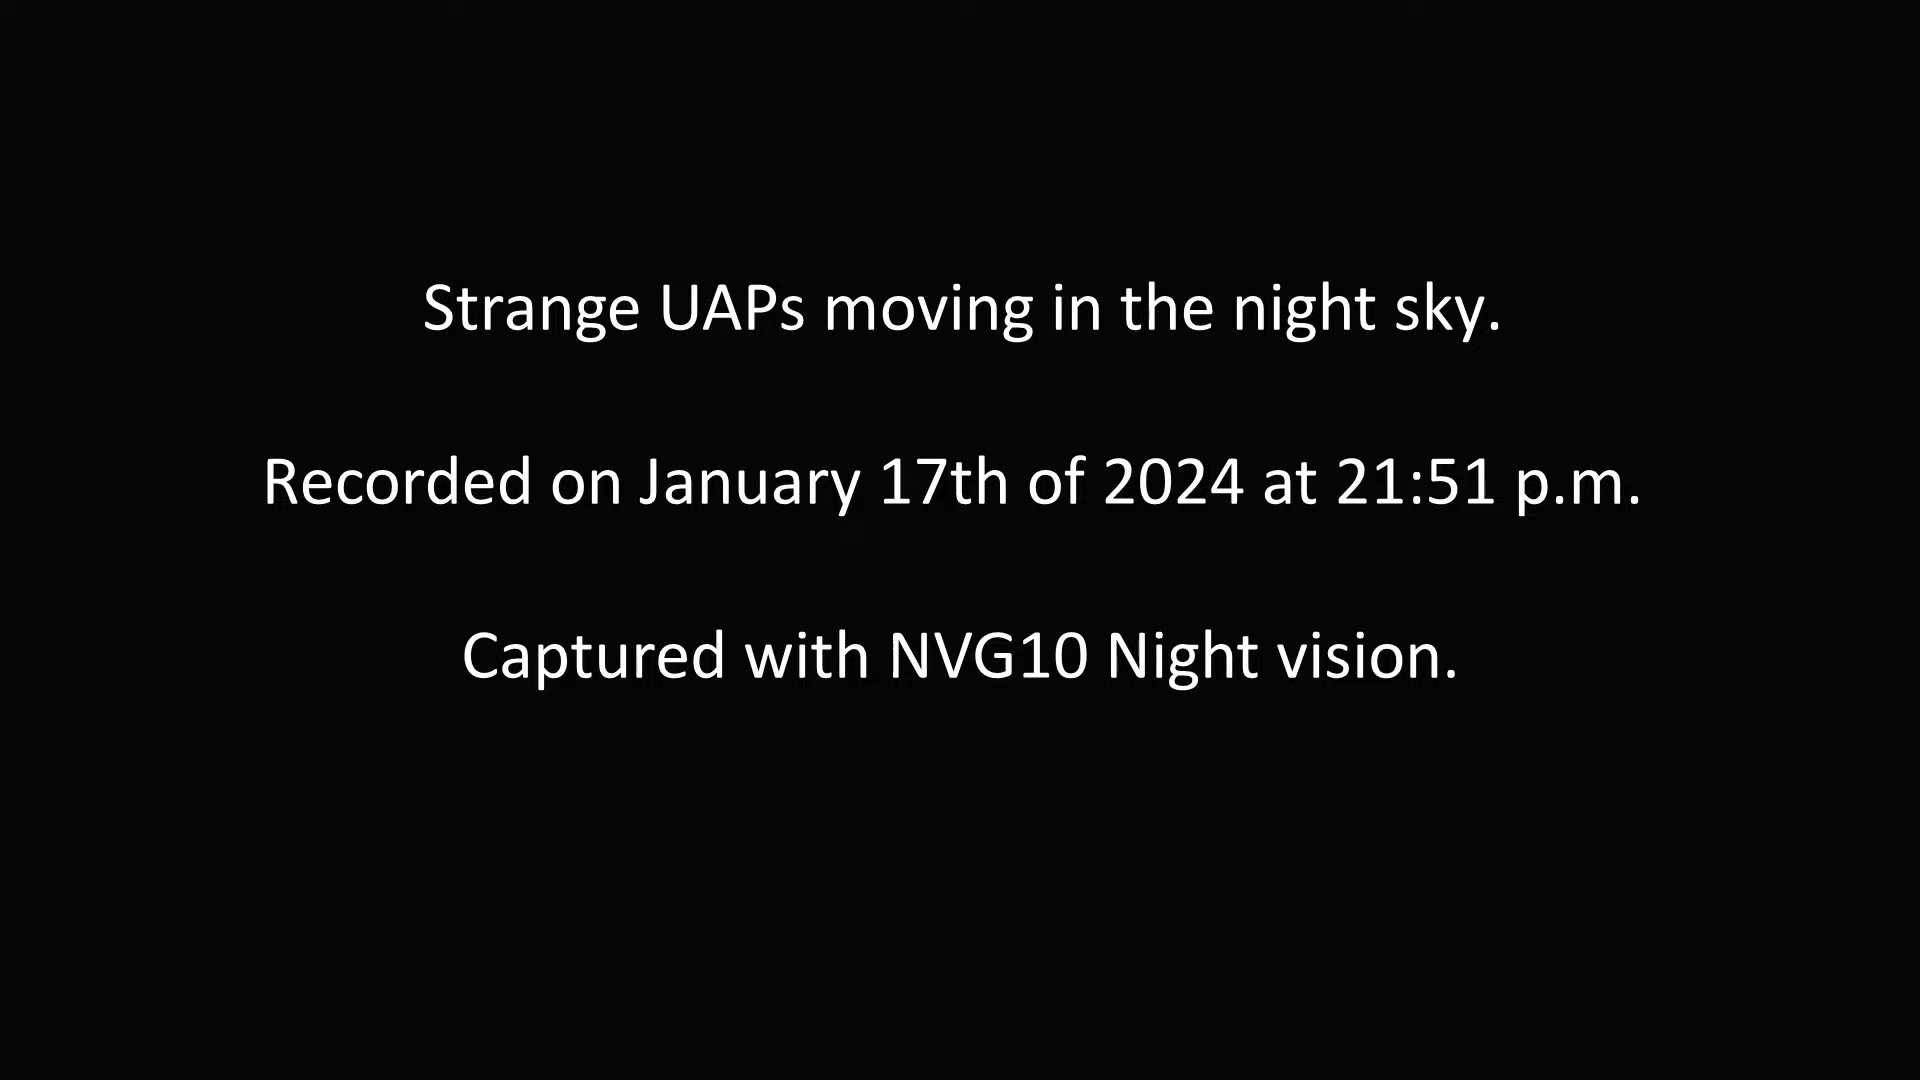 Strange UAPs moving in the night sky.
Recorded on January 17th of 2024 at 21:51 p.m.
Captured with NVG10 Night vision.